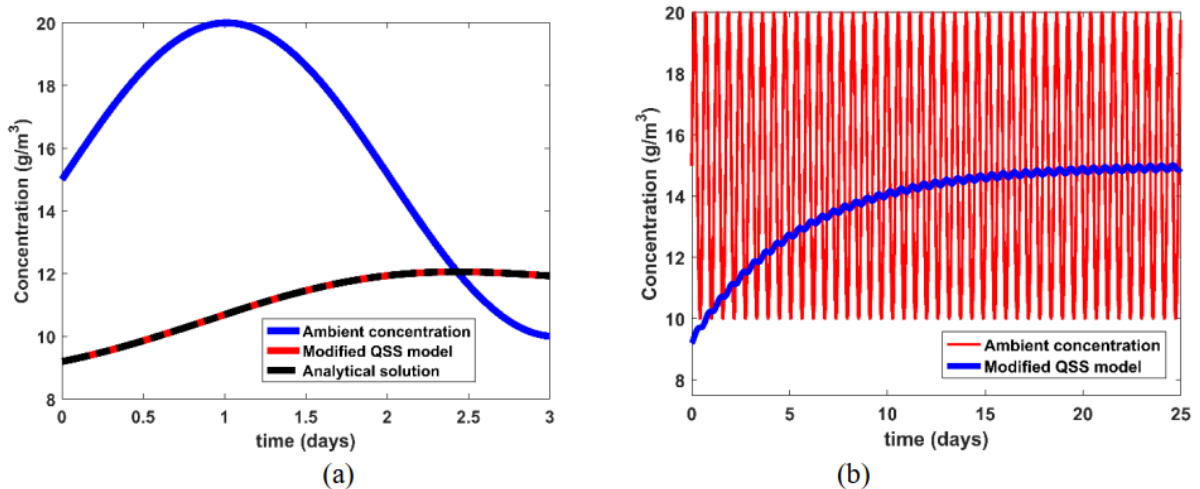 20
18
16
14
12
10
8
Concentration (g/m³)
0
0.5
1
1.5
2
2.5
3
time (days)
Ambient concentration
Modified QSS model
Analytical solution
(a)
20
18
16
14
12
10
8
Concentration (g/m³)
0
5
10
15
20
25
time (days)
Ambient concentration
Modified QSS model
(b)